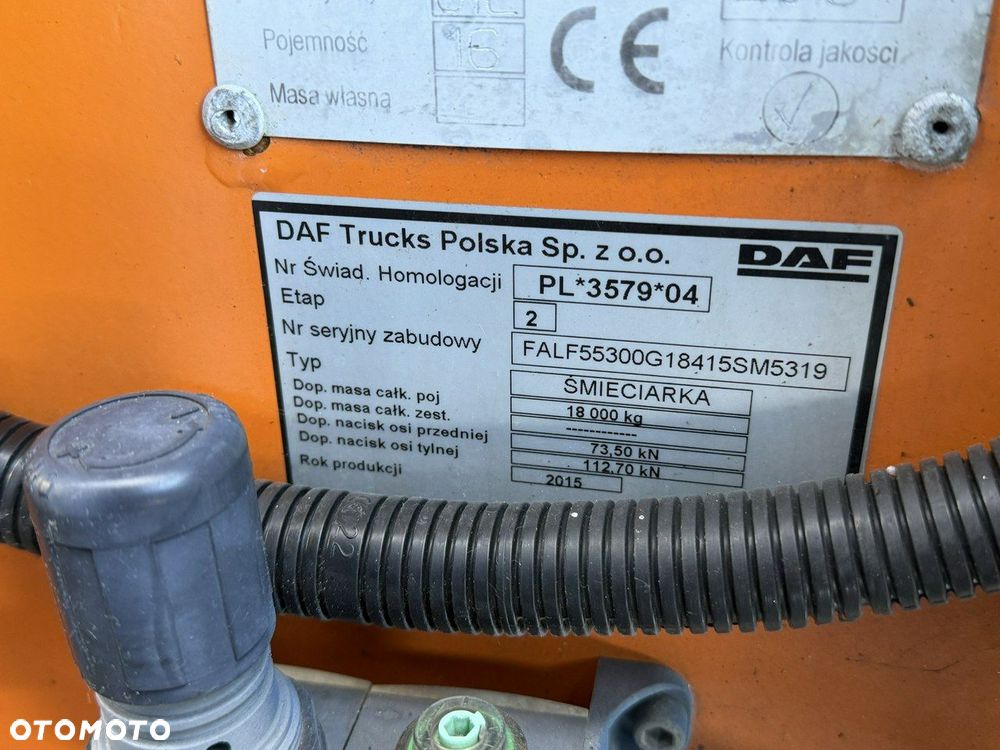 Pojemność 16
Masa własna
CE
Kontrola jakości
DAF Trucks Polska Sp. z o.o.
DAF
Nr Świad. Homologacji PL*3579*04
Etap 2
Nr seryjny zabudowy FALF55300G18415SM5319
Typ ŚMIECIARKA
Dop. masa całk. poj 18 000 kg
Dop. masa całk. zest. ------------
Dop. nacisk osi przedniej 73,50 kN
Dop. nacisk osi tylnej 112,70 kN
Rok produkcji 2015
OTOMOTO